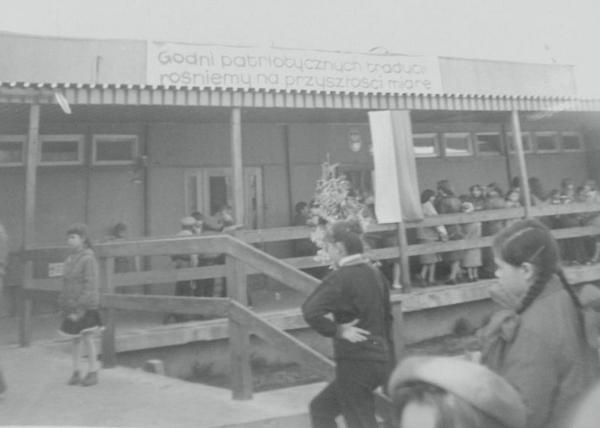 Godni patriotycznych tradycji
rośniemy na przyszłości miarę